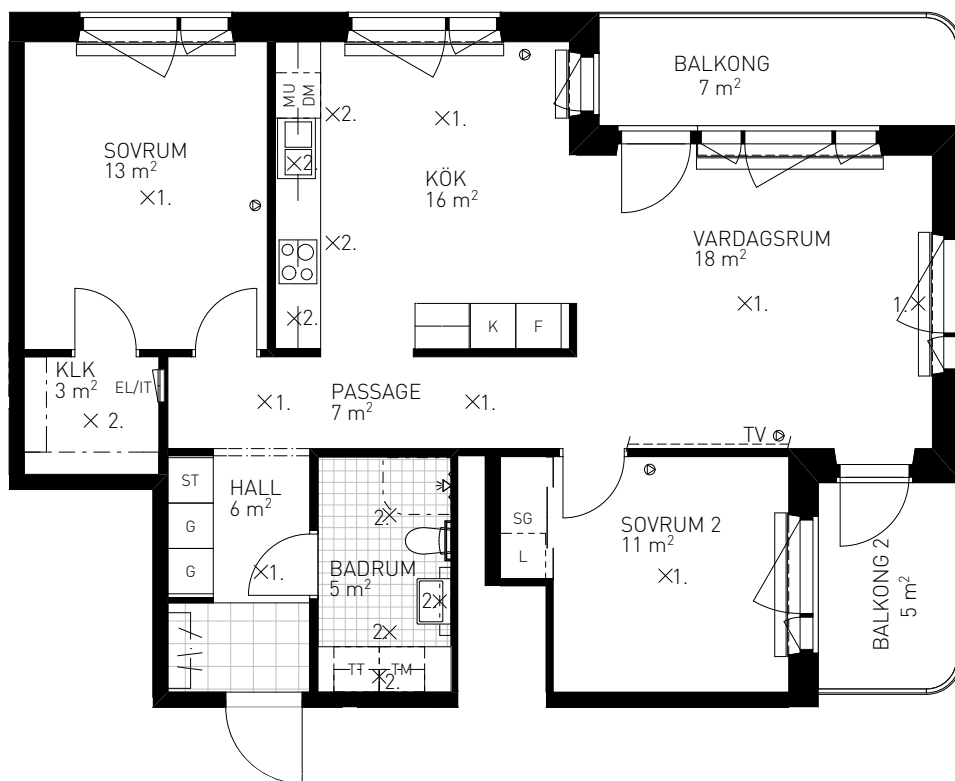 BALKONG
7 m²
MU
DM
×2.
×1.
SOVRUM
13 m²
×1.
×2.
KÖK
16 m²
×2.
VARDAGSRUM
18 m²
×1.
1.×
×2.
K
F
KLK
3 m²
EL/IT
× 2.
PASSAGE
7 m²
×1.
×1.
TV
ST
G
G
HALL
6 m²
×1.
2.×
BADRUM
5 m²
2×
2×
TT
TM
×2.
SG
L
SOVRUM 2
11 m²
×1.
BALKONG 2
5 m²